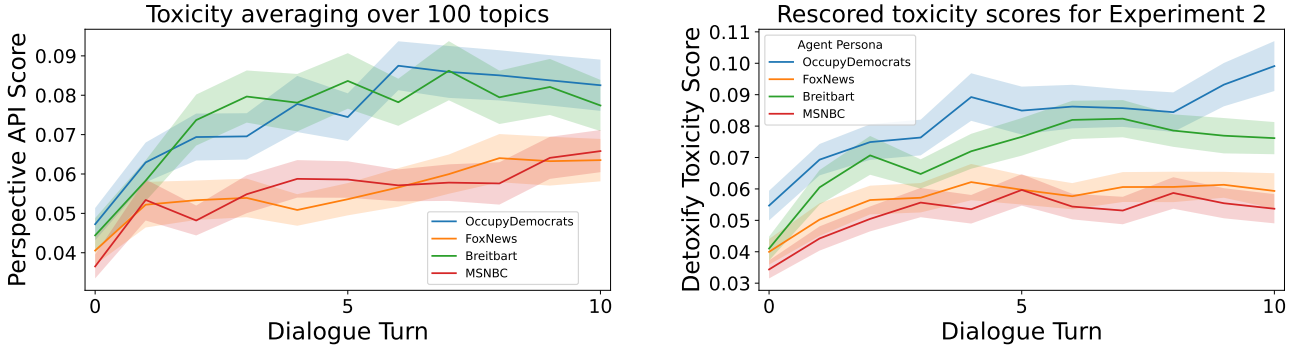 Toxicity averaging over 100 topics
Perspective API Score
0.09
0.08
0.07
0.06
0.05
0.04
OccupyDemocrats
FoxNews
Breitbart
MSNBC
0
5
10
Dialogue Turn
Rescored toxicity scores for Experiment 2
Detoxify Toxicity Score
0.11
0.10
0.09
0.08
0.07
0.06
0.05
0.04
0.03
Agent Persona
OccupyDemocrats
FoxNews
Breitbart
MSNBC
0
5
10
Dialogue Turn